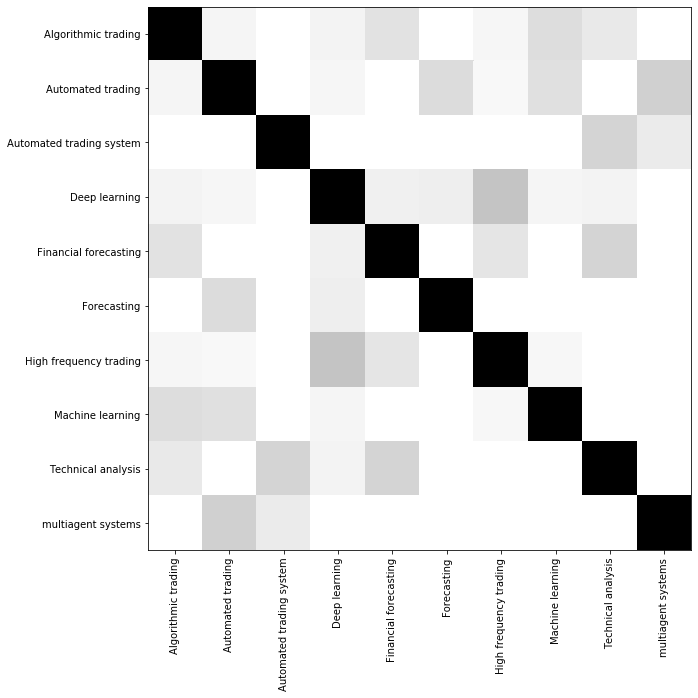 Algorithmic trading
Automated trading
Automated trading system
Deep learning
Financial forecasting
Forecasting
High frequency trading
Machine learning
Technical analysis
multiagent systems
Algorithmic trading
Automated trading
Automated trading system
Deep learning
Financial forecasting
Forecasting
High frequency trading
Machine learning
Technical analysis
multiagent systems